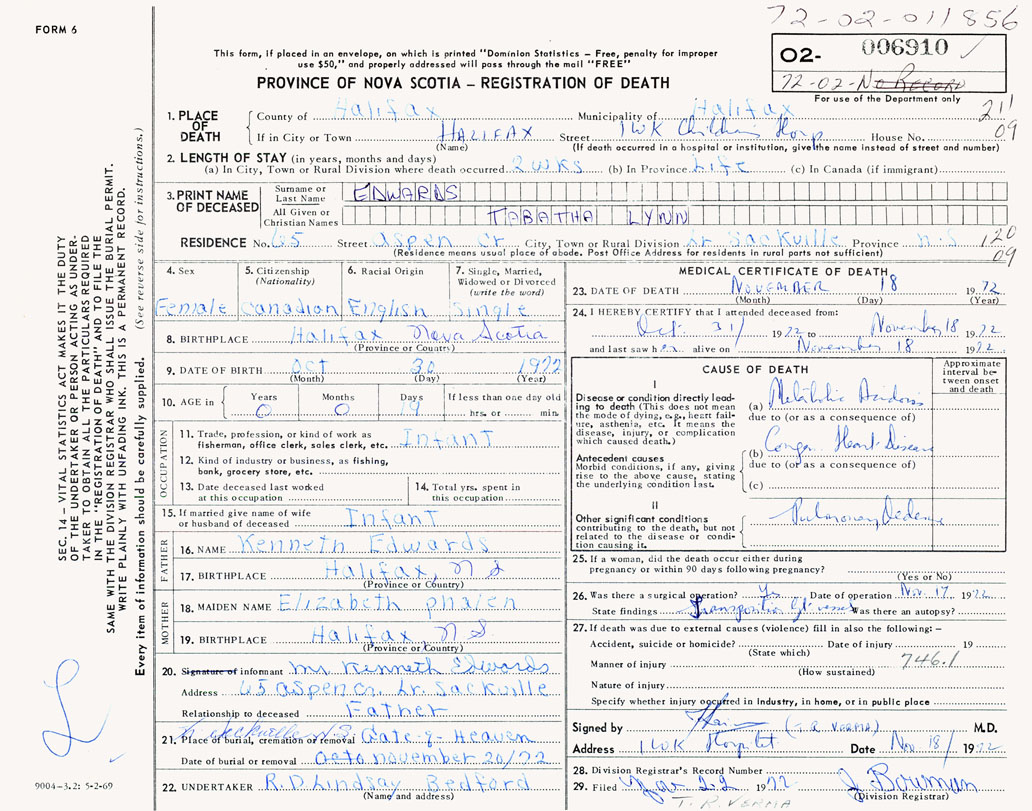 72-02-011856
FORM 6
O2- 006910
72-02-No Record
For use of the Department only
This form, if placed in an envelope, on which is printed "Dominion Statistics – Free, penalty for improper
use $50," and properly addressed will pass through the mail "FREE"
PROVINCE OF NOVA SCOTIA – REGISTRATION OF DEATH
1. PLACE OF DEATH
County of Halifax Municipality of Halifax 211
If in City or Town HALIFAX Street IWK Children Hosp House No. 09
(Name) (If death occurred in a hospital or institution, give the name instead of street and number)
2. LENGTH OF STAY (in years, months and days)
(a) In City, Town or Rural Division where death occurred 2 wks (b) In Province Life (c) In Canada (if immigrant)
3. PRINT NAME OF DECEASED
Surname or Last Name EDWARDS
All Given or Christian Names TABATHA LYNN
RESIDENCE No. 65 Street Aspen Cr City, Town or Rural Division Lr Sackville Province N.S 120
(Residence means usual place of abode. Post Office Address for residents in rural parts not sufficient) 09
4. Sex 5. Citizenship (Nationality) 6. Racial Origin 7. Single, Married, Widowed or Divorced (write the word)
Female Canadian English Single
8. BIRTHPLACE Halifax Nova Scotia
(Province or Country)
9. DATE OF BIRTH Oct 30 1972
(Month) (Day) (Year)
10. AGE in Years Months Days If less than one day old
0 0 19 hrs. or min.
OCCUPATION
11. Trade, profession, or kind of work as
fisherman, office clerk, sales clerk, etc. Infant
12. Kind of industry or business, as fishing,
bank, grocery store, etc.
13. Date deceased last worked at this occupation
14. Total yrs. spent in this occupation
15. If married give name of wife
or husband of deceased Infant
FATHER
16. NAME Kenneth Edwards
17. BIRTHPLACE Halifax, N S
(Province or Country)
MOTHER
18. MAIDEN NAME Elizabeth Phalen
19. BIRTHPLACE Halifax, N S.
(Province or Country)
20. Signature of informant Mr Kenneth Edwards
Address 65 Aspen Cr. Lr. Sackville
Relationship to deceased Father
21. Place of burial, cremation or removal Gate of Heaven
Sackville N.S
Date of burial or removal November 20/72
22. UNDERTAKER R.D Lindsay Bedford
(Name and address)
MEDICAL CERTIFICATE OF DEATH
23. DATE OF DEATH NOVEMBER 18 1972
(Month) (Day) (Year)
24. I HEREBY CERTIFY that I attended deceased from:
Oct 31/ 1972 to November 18 1972
and last saw her alive on November 18 1972
CAUSE OF DEATH
Approximate interval between onset and death
I
Disease or condition directly leading to death (This does not mean the mode of dying, e.g., heart failure, asthenia, etc. It means the disease, injury, or complication which caused death.)
(a) Metabolic Acidosis
due to (or as a consequence of)
Antecedent causes
Morbid conditions, if any, giving rise to the above cause, stating the underlying condition last.
(b) Congen Heart Disease
due to (or as a consequence of)
(c)
II
Other significant conditions contributing to the death, but not related to the disease or condition causing it.
Pulmonary Oedema
25. If a woman, did the death occur either during
pregnancy or within 90 days following pregnancy?
(Yes or No)
26. Was there a surgical operation? Yes Date of operation Nov. 17 1972
State findings Transposition Gt vessels Was there an autopsy?
27. If death was due to external causes (violence) fill in also the following: –
Accident, suicide or homicide? Date of injury 19
(State which)
Manner of injury 746.1
(How sustained)
Nature of injury
Specify whether injury occurred in industry, in home, or in public place
Signed by (T.R. VERMA) M.D.
Address IWK Hospital Date Nov 18/ 1972
28. Division Registrar's Record Number
29. Filed Nov 22 1972 J Bowman
(Division Registrar)
T. R. VERMA
SEC. 14 – VITAL STATISTICS ACT MAKES IT THE DUTY
OF THE UNDERTAKER OR PERSON ACTING AS UNDER-
TAKER TO OBTAIN ALL THE PARTICULARS REQUIRED
IN THE "REGISTRATION OF DEATH" AND TO FILE THE
SAME WITH THE DIVISION REGISTRAR WHO SHALL ISSUE THE BURIAL PERMIT.
WRITE PLAINLY WITH UNFADING INK. THIS IS A PERMANENT RECORD.
Every item of information should be carefully supplied. (See reverse side for instructions.)
9004-3.2: 5-2-69